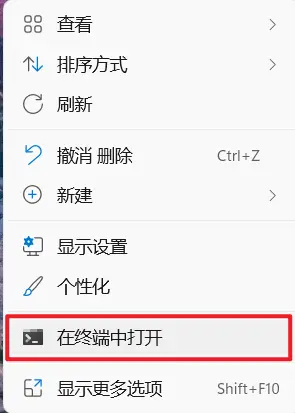 查看
排序方式
刷新
撤消 删除 Ctrl+Z
新建
显示设置
个性化
在终端中打开
显示更多选项 Shift+F10